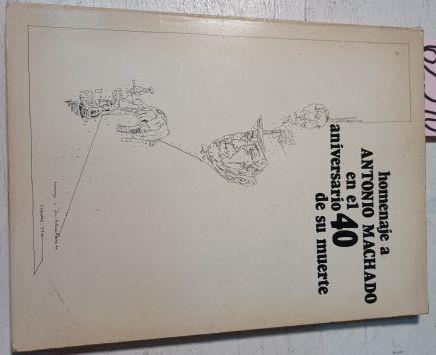 homenaje a
ANTONIO MACHADO
en el 40
aniversario
de su muerte